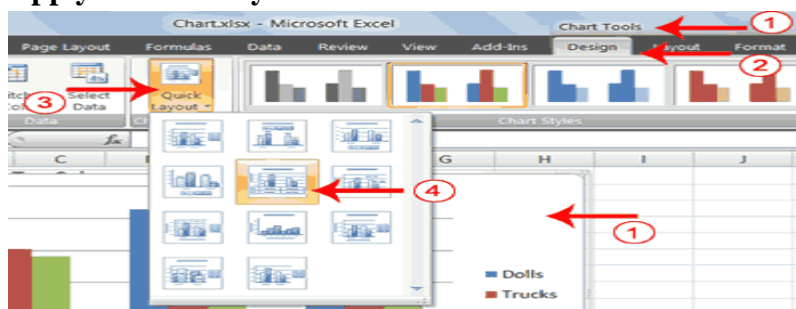 Chart.xlsx - Microsoft Excel Chart Tools 1
Page Layout Formulas Data Review View Add-Ins Design Layout Format
2
3 Select Data Quick Layout
Data Chart Styles
fx
C G H I J
4
1
Dolls
Trucks